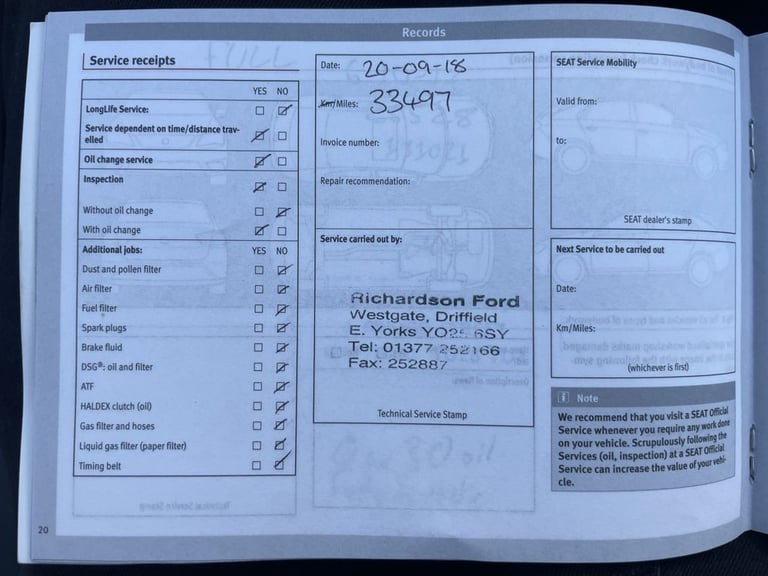 Records
Service receipts
YES NO
LongLife Service:
Service dependent on time/distance trav-
elled
Oil change service
Inspection
Without oil change
With oil change
Additional jobs: YES NO
Dust and pollen filter
Air filter
Fuel filter
Spark plugs
Brake fluid
DSG®: oil and filter
ATF
HALDEX clutch (oil)
Gas filter and hoses
Liquid gas filter (paper filter)
Timing belt
Date: 20-09-18
Km/Miles: 33497
Invoice number:
Repair recommendation:
Service carried out by:
Richardson Ford
Westgate, Driffield
E. Yorks YO25 6SY
Tel: 01377 252166
Fax: 252887
Technical Service Stamp
SEAT Service Mobility
Valid from:
to:
SEAT dealer's stamp
Next Service to be carried out
Date:
Km/Miles:
(whichever is first)
Note
We recommend that you visit a SEAT Official
Service whenever you require any work done
on your vehicle. Scrupulously following the
Services (oil, inspection) at a SEAT Official
Service can increase the value of your vehi-
cle.
20